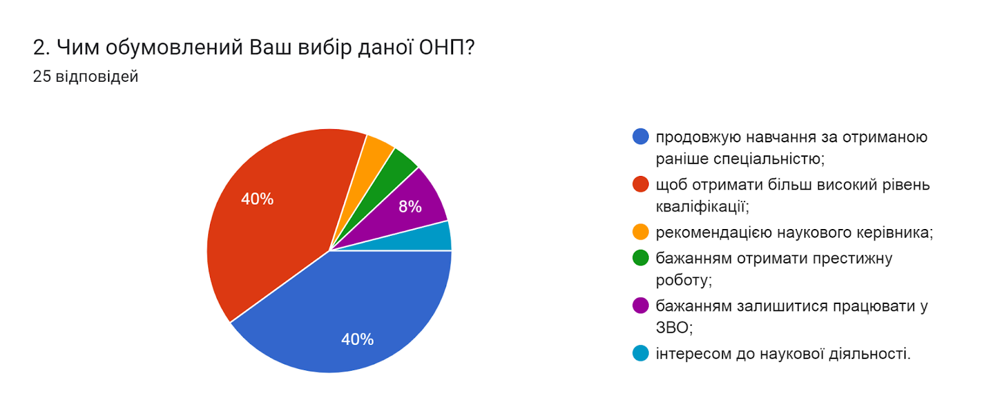 2. Чим обумовлений Ваш вибір даної ОНП?
25 відповідей
40%
8%
40%
продовжую навчання за отриманою
раніше спеціальністю;
щоб отримати більш високий рівень
кваліфікації;
рекомендацією наукового керівника;
бажанням отримати престижну
роботу;
бажанням залишитися працювати у
ЗВО;
інтересом до наукової діяльності.